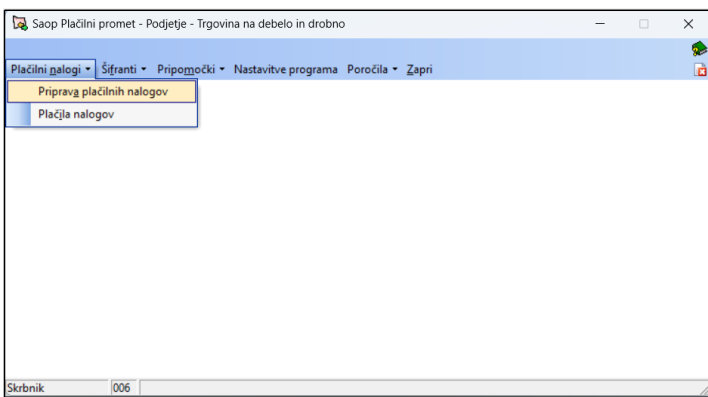 Saop Plačilni promet - Podjetje - Trgovina na debelo in drobno
Plačilni nalogi Šifranti Pripomočki Nastavitve programa Poročila Zapri
Priprava plačilnih nalogov
Plačila nalogov
Skrbnik 006